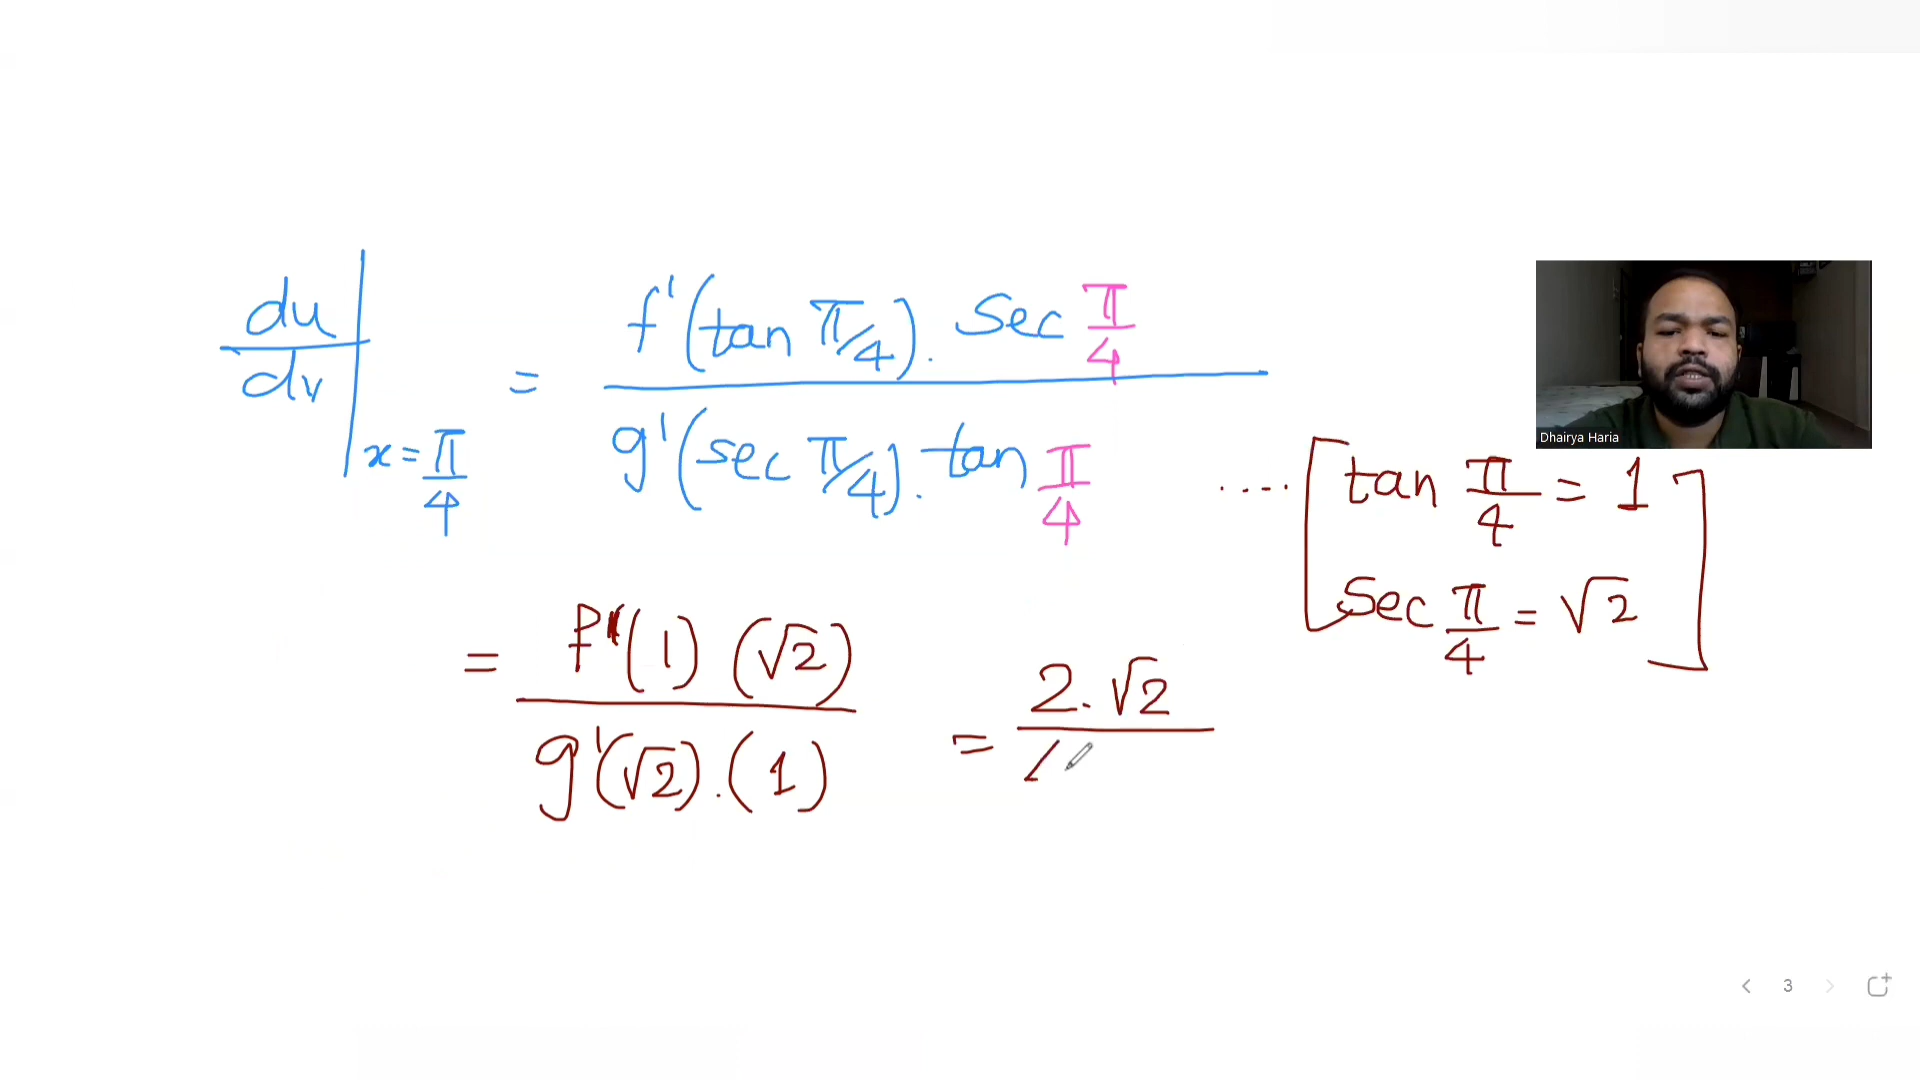 du/dv | x = π/4 = f'(tan π/4) . sec π/4 / g'(sec π/4) . tan π/4
.... [tan π/4 = 1
sec π/4 = √2]
= f'(1) (√2) / g'(√2) . (1) = 2 . √2 /
Dhairya Haria
3